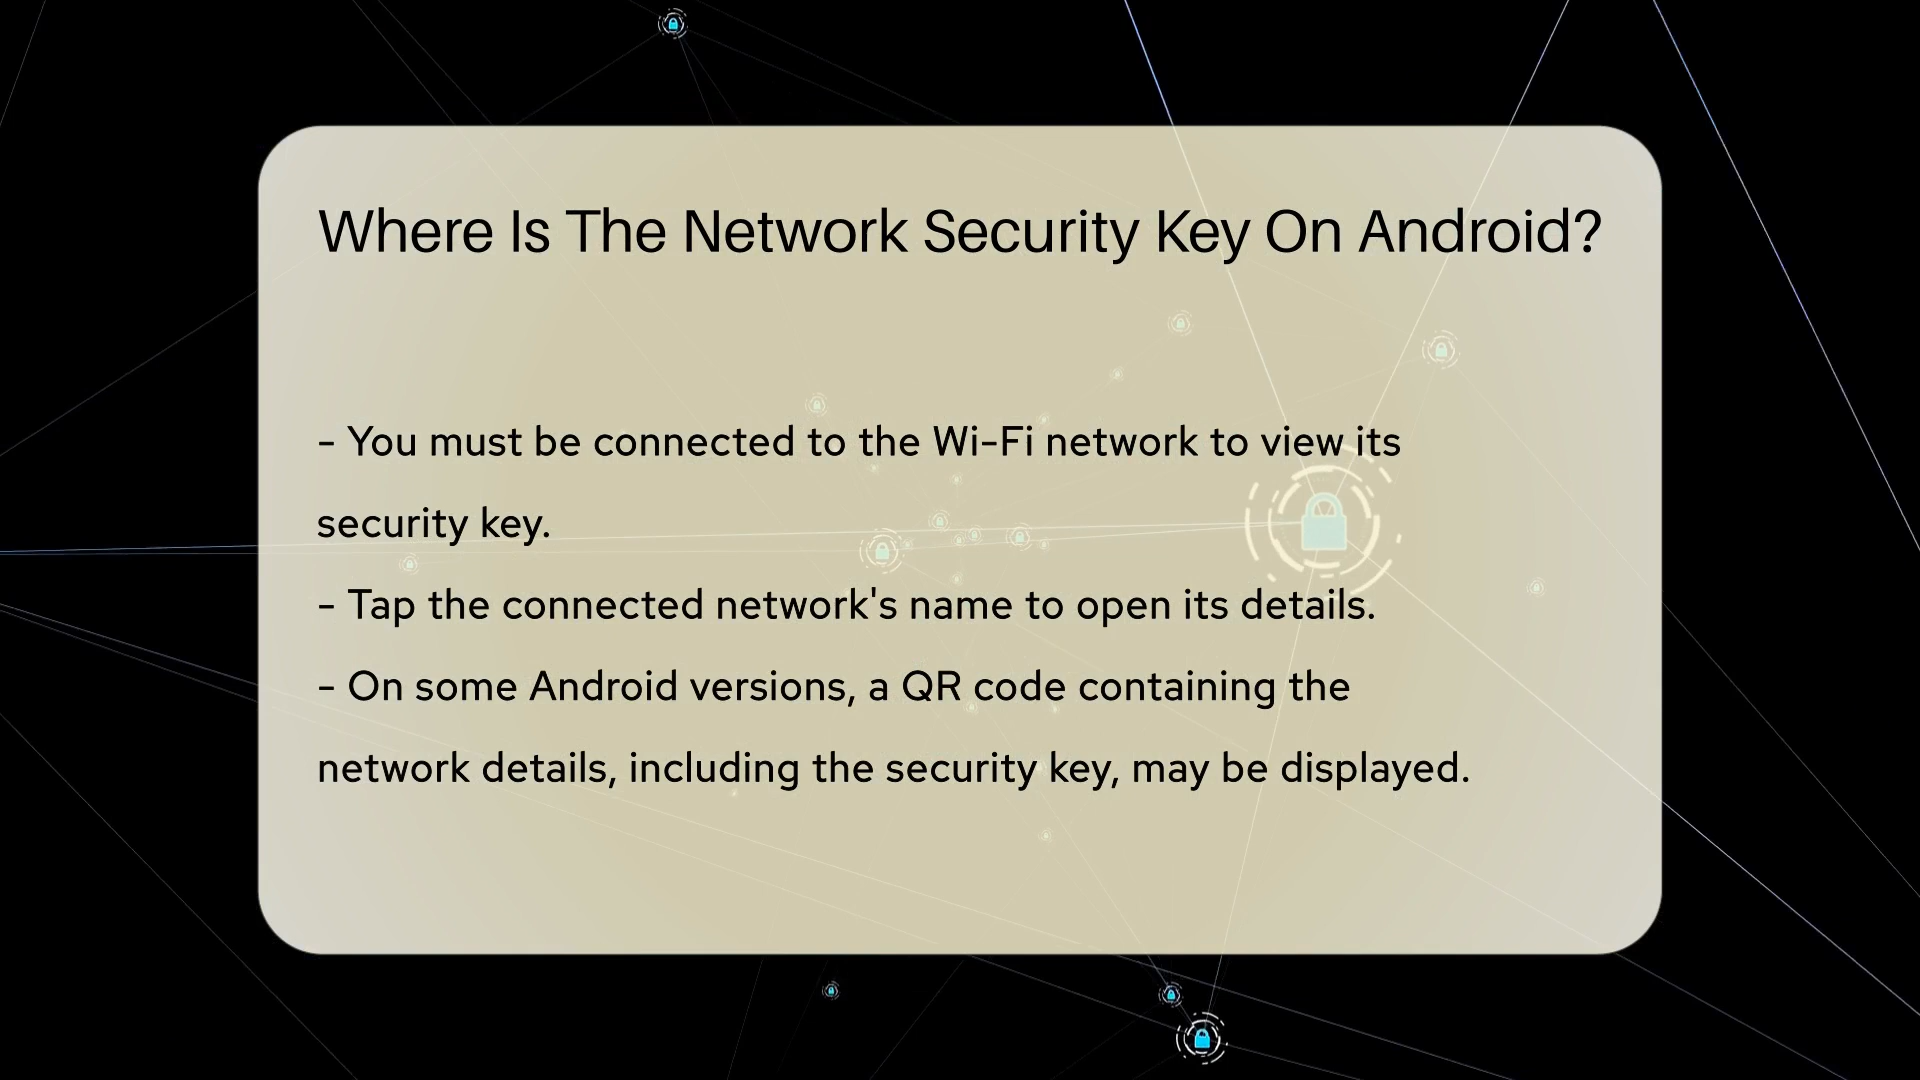 Where Is The Network Security Key On Android?
- You must be connected to the Wi-Fi network to view its
security key.
- Tap the connected network's name to open its details.
- On some Android versions, a QR code containing the
network details, including the security key, may be displayed.